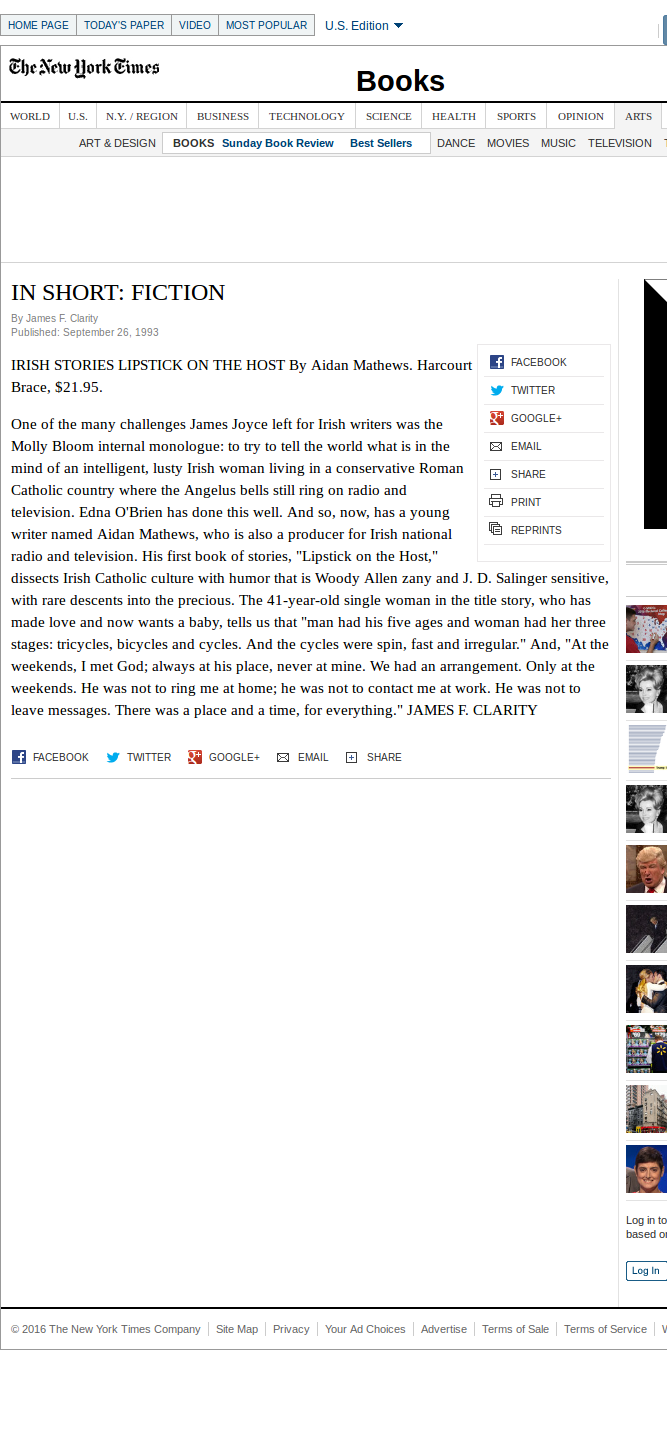 HOME PAGE TODAY'S PAPER VIDEO MOST POPULAR U.S. Edition
The New York Times
Books
WORLD U.S. N.Y. / REGION BUSINESS TECHNOLOGY SCIENCE HEALTH SPORTS OPINION ARTS
ART & DESIGN BOOKS Sunday Book Review Best Sellers DANCE MOVIES MUSIC TELEVISION
IN SHORT: FICTION
By James F. Clarity
Published: September 26, 1993
FACEBOOK
TWITTER
GOOGLE+
EMAIL
SHARE
PRINT
REPRINTS
IRISH STORIES LIPSTICK ON THE HOST By Aidan Mathews. Harcourt
Brace, $21.95.
One of the many challenges James Joyce left for Irish writers was the
Molly Bloom internal monologue: to try to tell the world what is in the
mind of an intelligent, lusty Irish woman living in a conservative Roman
Catholic country where the Angelus bells still ring on radio and
television. Edna O'Brien has done this well. And so, now, has a young
writer named Aidan Mathews, who is also a producer for Irish national
radio and television. His first book of stories, "Lipstick on the Host,"
dissects Irish Catholic culture with humor that is Woody Allen zany and J. D. Salinger sensitive,
with rare descents into the precious. The 41-year-old single woman in the title story, who has
made love and now wants a baby, tells us that "man had his five ages and woman had her three
stages: tricycles, bicycles and cycles. And the cycles were spin, fast and irregular." And, "At the
weekends, I met God; always at his place, never at mine. We had an arrangement. Only at the
weekends. He was not to ring me at home; he was not to contact me at work. He was not to
leave messages. There was a place and a time, for everything." JAMES F. CLARITY
FACEBOOK TWITTER GOOGLE+ EMAIL SHARE
Log in to
based
Log In
© 2016 The New York Times Company Site Map Privacy Your Ad Choices Advertise Terms of Sale Terms of Service